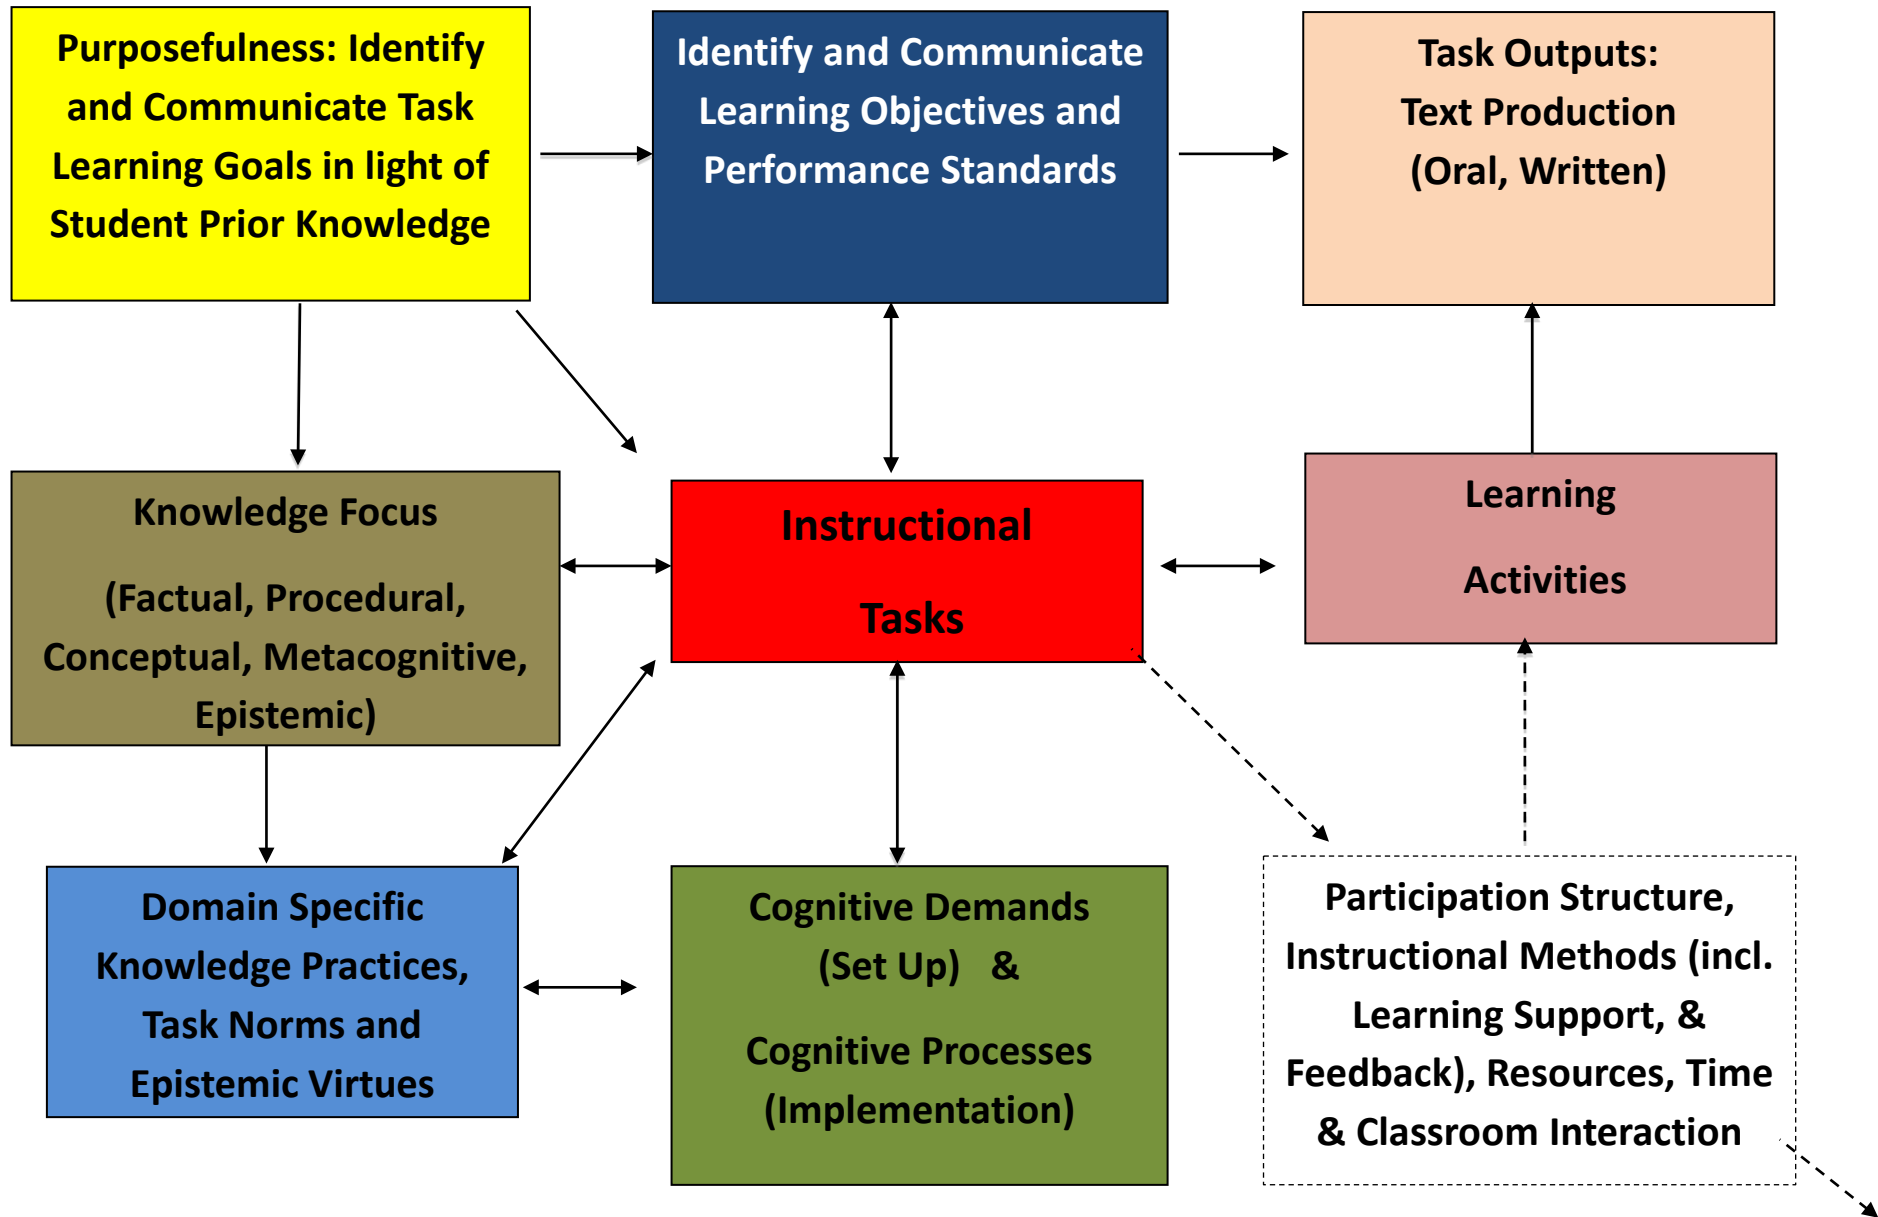 Purposefulness: Identify
and Communicate Task
Learning Goals in light of
Student Prior Knowledge
Identify and Communicate
Learning Objectives and
Performance Standards
Task Outputs:
Text Production
(Oral, Written)
Knowledge Focus
(Factual, Procedural,
Conceptual, Metacognitive,
Epistemic)
Instructional
Tasks
Learning
Activities
Domain Specific
Knowledge Practices,
Task Norms and
Epistemic Virtues
Cognitive Demands
(Set Up) &
Cognitive Processes
(Implementation)
Participation Structure,
Instructional Methods (incl.
Learning Support, &
Feedback), Resources, Time
& Classroom Interaction